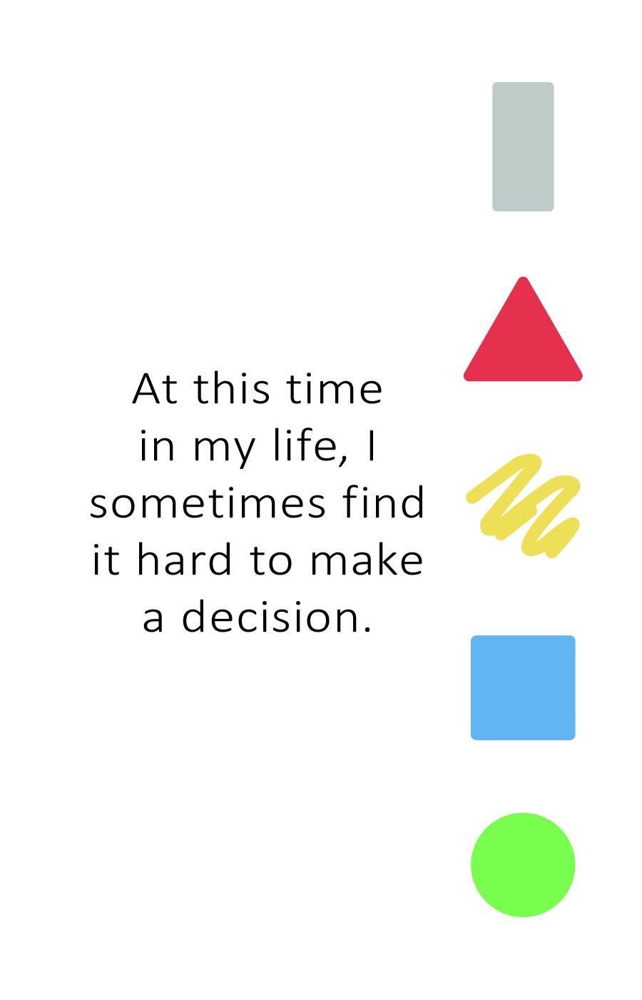 At this time
in my life, I
sometimes find
it hard to make
a decision.